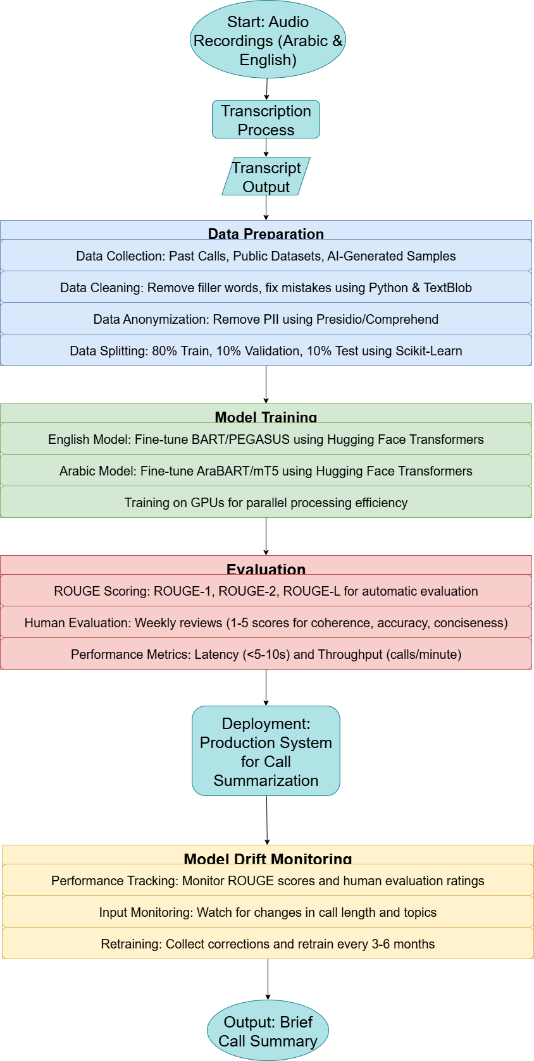 Start: Audio
Recordings (Arabic &
English)
Transcription
Process
Transcript
Output
Data Preparation
Data Collection: Past Calls, Public Datasets, AI-Generated Samples
Data Cleaning: Remove filler words, fix mistakes using Python & TextBlob
Data Anonymization: Remove PII using Presidio/Comprehend
Data Splitting: 80% Train, 10% Validation, 10% Test using Scikit-Learn
Model Training
English Model: Fine-tune BART/PEGASUS using Hugging Face Transformers
Arabic Model: Fine-tune AraBART/mT5 using Hugging Face Transformers
Training on GPUs for parallel processing efficiency
Evaluation
ROUGE Scoring: ROUGE-1, ROUGE-2, ROUGE-L for automatic evaluation
Human Evaluation: Weekly reviews (1-5 scores for coherence, accuracy, conciseness)
Performance Metrics: Latency (<5-10s) and Throughput (calls/minute)
Deployment:
Production System
for Call
Summarization
Model Drift Monitoring
Performance Tracking: Monitor ROUGE scores and human evaluation ratings
Input Monitoring: Watch for changes in call length and topics
Retraining: Collect corrections and retrain every 3-6 months
Output: Brief
Call Summary